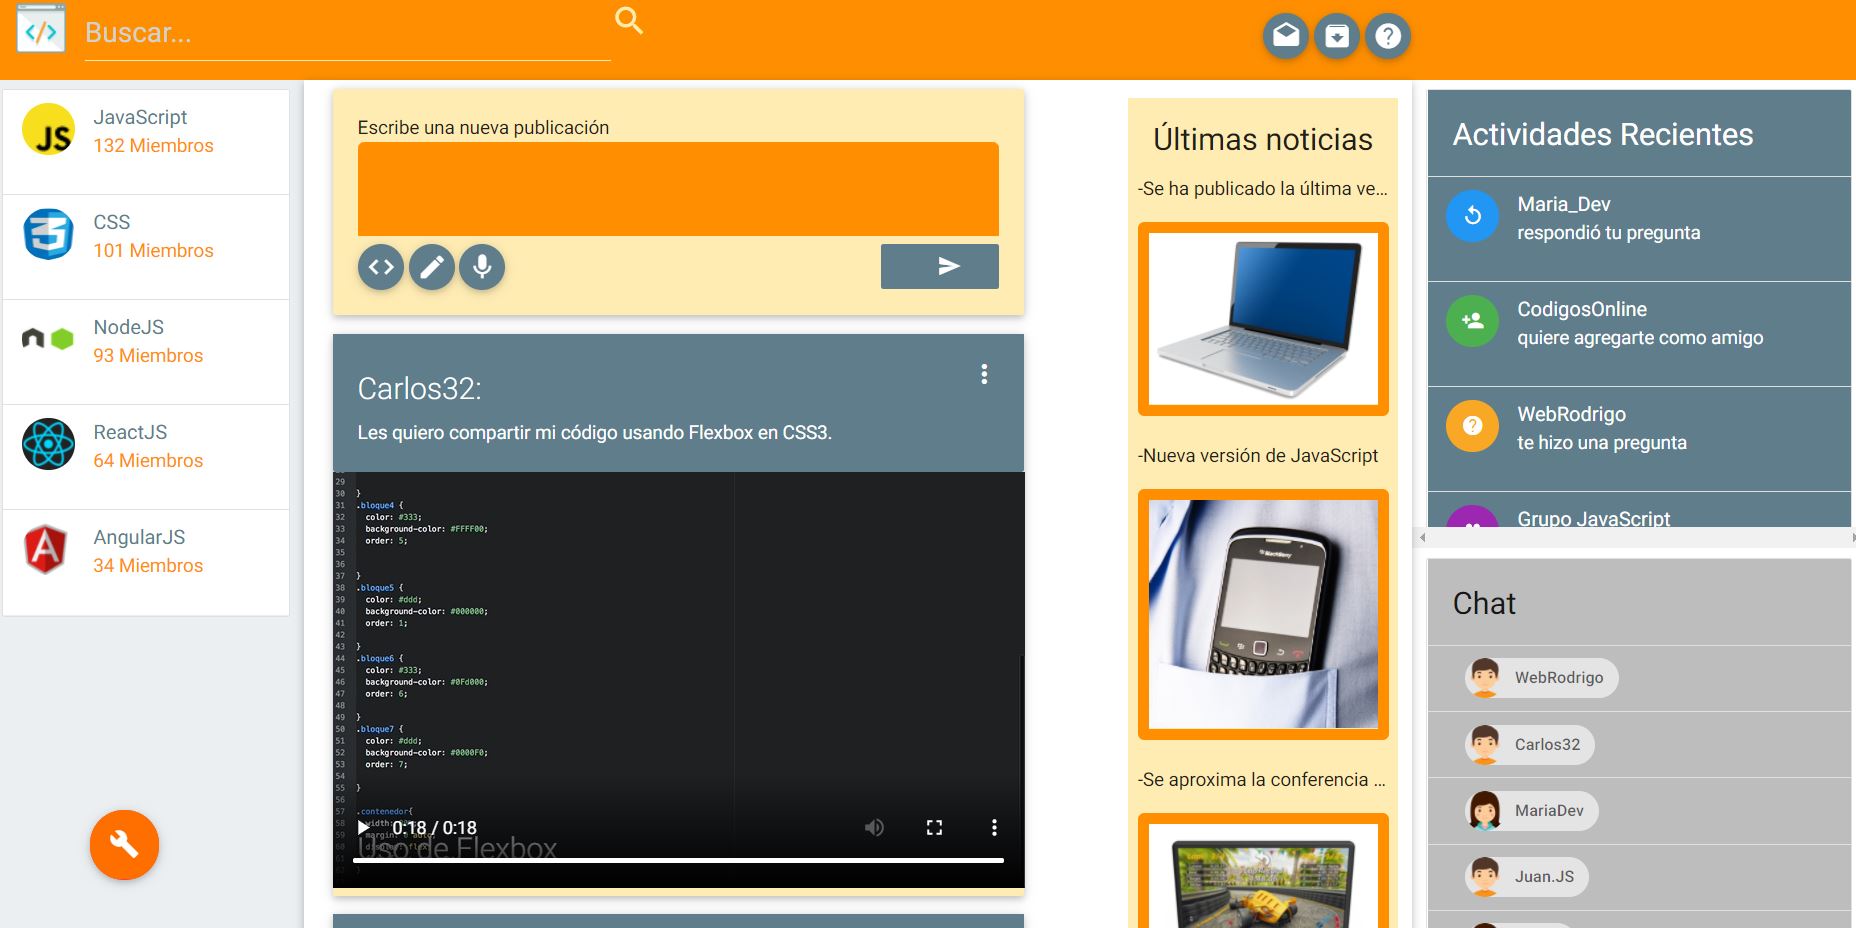 Buscar...
JS
JavaScript
132 Miembros
CSS
101 Miembros
NodeJS
93 Miembros
ReactJS
64 Miembros
AngularJS
34 Miembros
Escribe una nueva publicación
Carlos32:
Les quiero compartir mi código usando Flexbox en CSS3.
29
30 }
31 .bloque4 {
32 color: #333;
33 background-color: #FFFF00;
34 order: 5;
35
36
37 }
38 .bloque5 {
39 color: #ddd;
40 background-color: #000000;
41 order: 1;
42
43 }
44 .bloque6 {
45 color: #333;
46 background-color: #0Fd000;
47 order: 6;
48
49 }
50 .bloque7 {
51 color: #ddd;
52 background-color: #0000F0;
53 order: 7;
54
55 }
56
57 .contenedor{
58
59 margin: 0 auto;
60
61
0:18 / 0:18
Uso de Flexbox
Últimas noticias
-Se ha publicado la última ve...
-Nueva versión de JavaScript
BlackBerry
-Se aproxima la conferencia ...
Actividades Recientes
Maria_Dev
respondió tu pregunta
CodigosOnline
quiere agregarte como amigo
WebRodrigo
te hizo una pregunta
Grupo JavaScript
Chat
WebRodrigo
Carlos32
MariaDev
Juan.JS